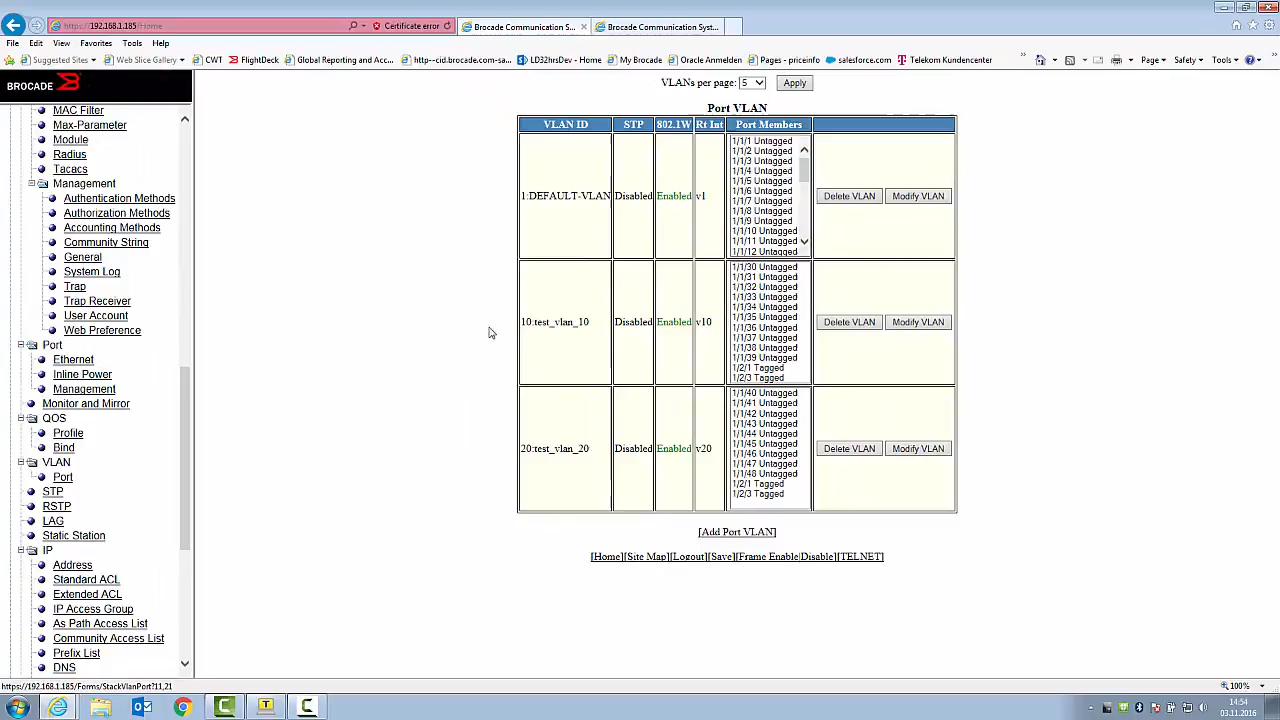 https://192.168.1.185/Home
Certificate error
Brocade Communication S...
Brocade Communication Syst...
File Edit View Favorites Tools Help
Suggested Sites
Web Slice Gallery
CWT
FlightDeck
Global Reporting and Acc...
http--cid.brocade.com-sa...
LD32hrsDev - Home
My Brocade
Oracle Anmelden
Pages - priceinfo
salesforce.com
Telekom Kundencenter
Page
Safety
Tools
BROCADE
MAC Filter
Max-Parameter
Module
Radius
Tacacs
Management
Authentication Methods
Authorization Methods
Accounting Methods
Community String
General
System Log
Trap
Trap Receiver
User Account
Web Preference
Port
Ethernet
Inline Power
Management
Monitor and Mirror
QOS
Profile
Bind
VLAN
Port
STP
RSTP
LAG
Static Station
IP
Address
Standard ACL
Extended ACL
IP Access Group
As Path Access List
Community Access List
Prefix List
DNS
VLANs per page: 5 Apply
Port VLAN
VLAN ID STP 802.1W Rt Int Port Members
1:DEFAULT-VLAN Disabled Enabled v1
1/1/1 Untagged
1/1/2 Untagged
1/1/3 Untagged
1/1/4 Untagged
1/1/5 Untagged
1/1/6 Untagged
1/1/7 Untagged
1/1/8 Untagged
1/1/9 Untagged
1/1/10 Untagged
1/1/11 Untagged
1/1/12 Untagged
Delete VLAN Modify VLAN
10:test_vlan_10 Disabled Enabled v10
1/1/30 Untagged
1/1/31 Untagged
1/1/32 Untagged
1/1/33 Untagged
1/1/34 Untagged
1/1/35 Untagged
1/1/36 Untagged
1/1/37 Untagged
1/1/38 Untagged
1/1/39 Untagged
1/2/1 Tagged
1/2/3 Tagged
Delete VLAN Modify VLAN
20:test_vlan_20 Disabled Enabled v20
1/1/40 Untagged
1/1/41 Untagged
1/1/42 Untagged
1/1/43 Untagged
1/1/44 Untagged
1/1/45 Untagged
1/1/46 Untagged
1/1/47 Untagged
1/1/48 Untagged
1/2/1 Tagged
1/2/3 Tagged
Delete VLAN Modify VLAN
[Add Port VLAN]
[Home][Site Map][Logout][Save][Frame Enable|Disable][TELNET]
https://192.168.1.185/Forms/StackVlanPort?11,21
100%
14:54
03.11.2016